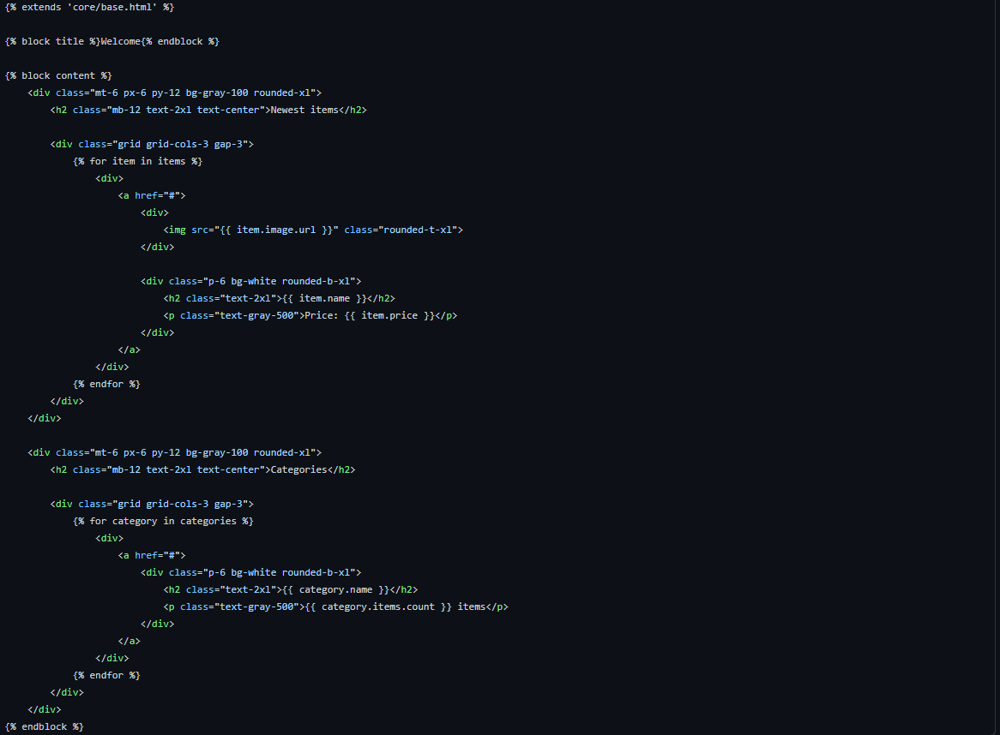 {% extends 'core/base.html' %}
{% block title %}Welcome{% endblock %}
{% block content %}
<div class="mt-6 px-6 py-12 bg-gray-100 rounded-xl">
<h2 class="mb-12 text-2xl text-center">Newest items</h2>
<div class="grid grid-cols-3 gap-3">
{% for item in items %}
<div>
<a href="#">
<div>
<img src="{{ item.image.url }}" class="rounded-t-xl">
</div>
<div class="p-6 bg-white rounded-b-xl">
<h2 class="text-2xl">{{ item.name }}</h2>
<p class="text-gray-500">Price: {{ item.price }}</p>
</div>
</a>
</div>
{% endfor %}
</div>
</div>
<div class="mt-6 px-6 py-12 bg-gray-100 rounded-xl">
<h2 class="mb-12 text-2xl text-center">Categories</h2>
<div class="grid grid-cols-3 gap-3">
{% for category in categories %}
<div>
<a href="#">
<div class="p-6 bg-white rounded-b-xl">
<h2 class="text-2xl">{{ category.name }}</h2>
<p class="text-gray-500">{{ category.items.count }} items</p>
</div>
</a>
</div>
{% endfor %}
</div>
</div>
{% endblock %}